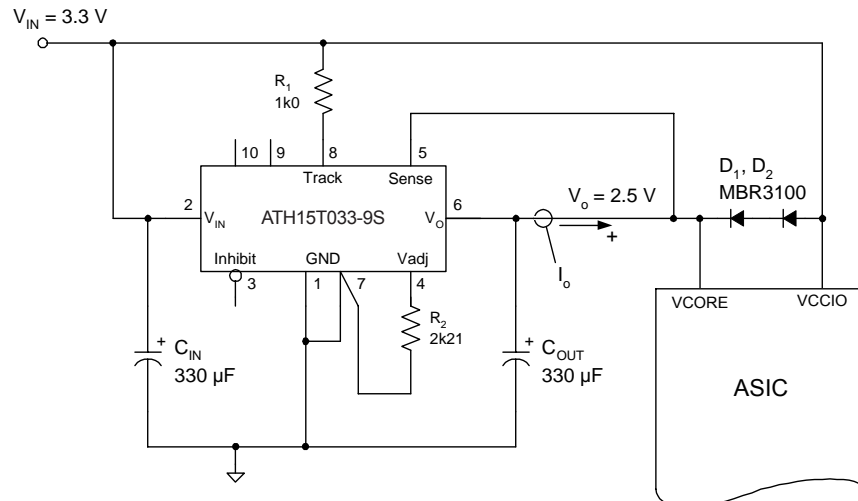 V_IN = 3.3 V
R_1
1k0
10
9
8
5
Track
Sense
D_1, D_2
MBR3100
2
V_IN
ATH15T033-9S
V_O
6
V_o = 2.5 V
+
Inhibit
GND
Vadj
3
1
7
4
I_o
VCORE
VCCIO
R_2
2k21
+
C_IN
330 µF
+
C_OUT
330 µF
ASIC